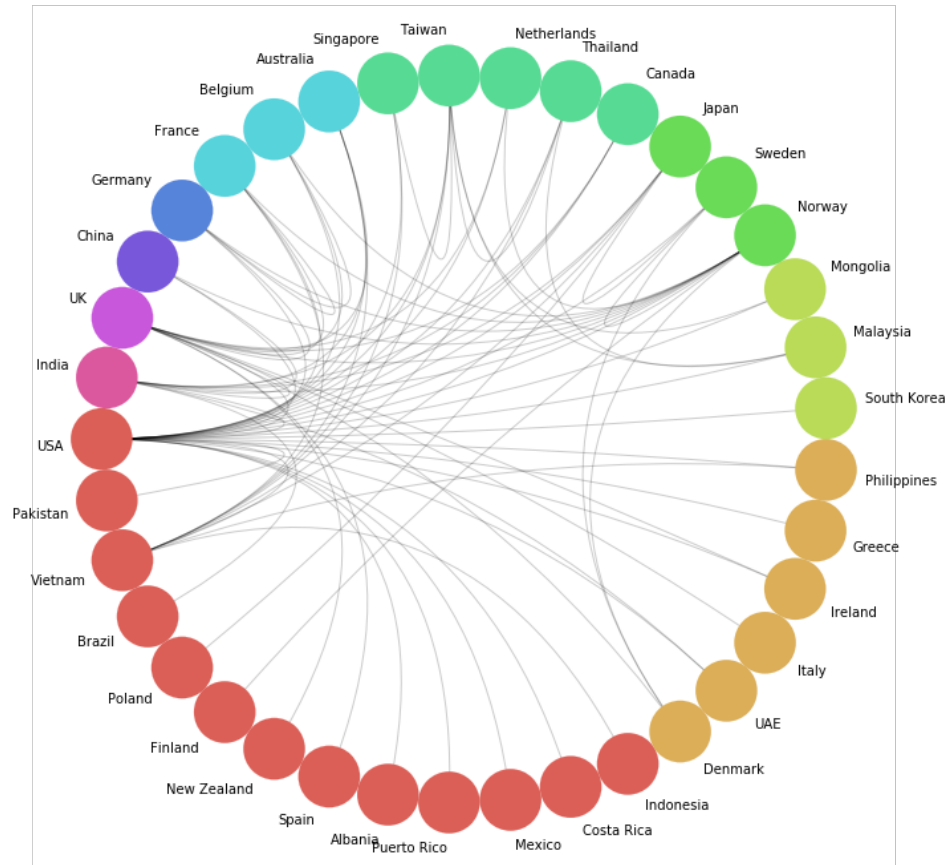 Taiwan
Netherlands
Singapore
Thailand
Australia
Canada
Belgium
Japan
France
Sweden
Germany
Norway
China
Mongolia
UK
Malaysia
India
South Korea
USA
Philippines
Pakistan
Greece
Vietnam
Ireland
Brazil
Italy
Poland
UAE
Finland
Denmark
New Zealand
Indonesia
Spain
Costa Rica
Albania
Puerto Rico
Mexico